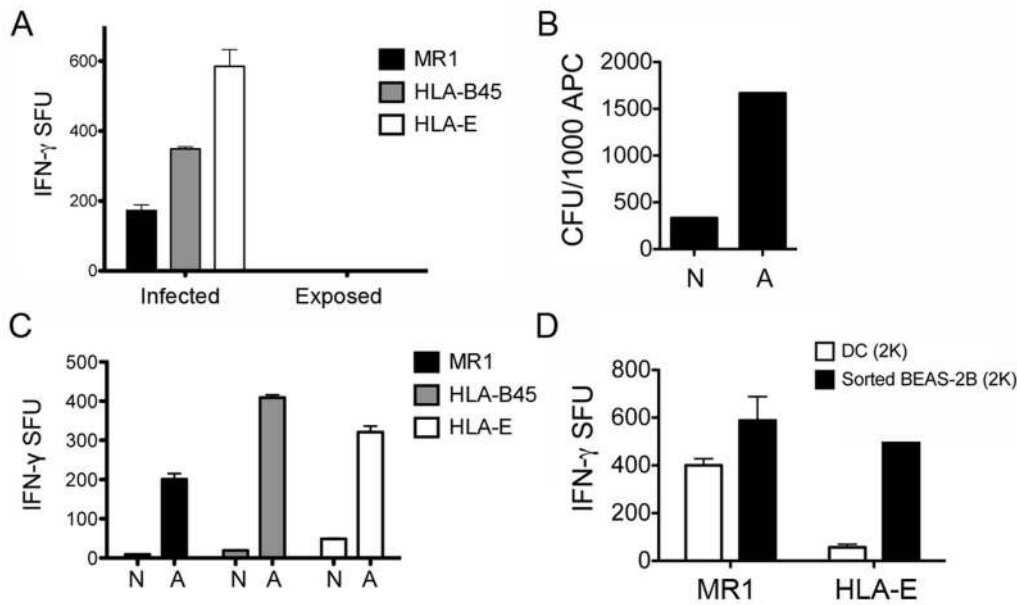 A
IFN-γ SFU
600
400
200
0
Infected
Exposed
MR1
HLA-B45
HLA-E
B
CFU/1000 APC
2000
1500
1000
500
0
N
A
C
IFN-γ SFU
500
400
300
200
100
0
N A N A N A
MR1
HLA-B45
HLA-E
D
IFN-γ SFU
800
600
400
200
0
MR1
HLA-E
DC (2K)
Sorted BEAS-2B (2K)